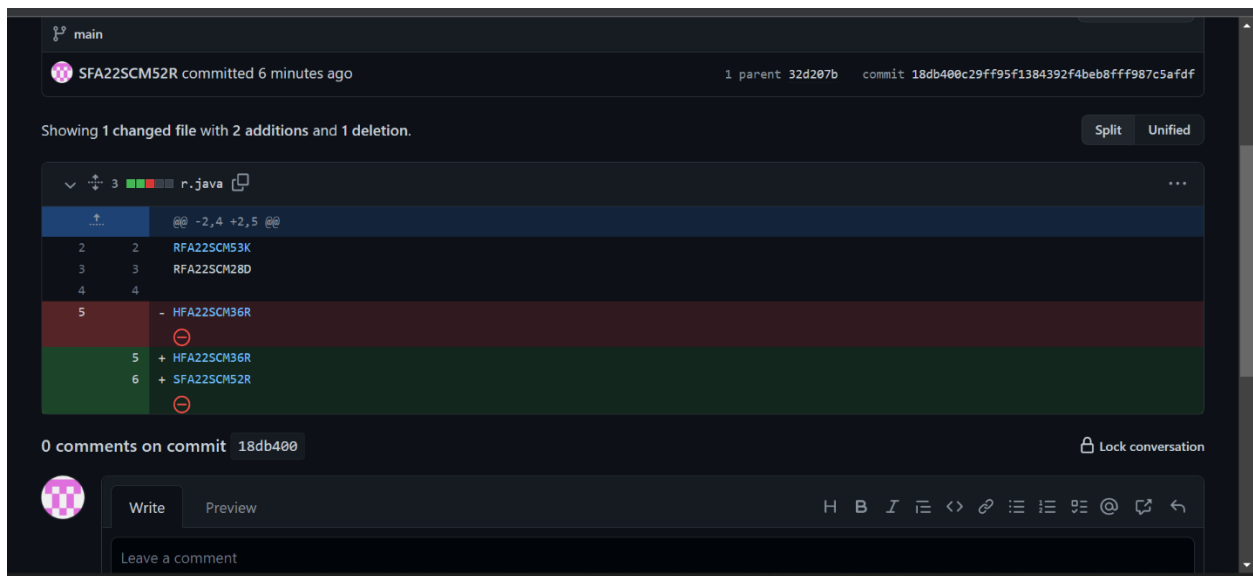 main
SFA22SCM52R committed 6 minutes ago 1 parent 32d207b commit 18db400c29ff95f1384392f4beb8fff987c5afdf
Showing 1 changed file with 2 additions and 1 deletion. Split Unified
3 r.java ...
@@ -2,4 +2,5 @@
2 2 RFA22SCM53K
3 3 RFA22SCM28D
4 4
5 - HFA22SCM36R
5 + HFA22SCM36R
6 + SFA22SCM52R
0 comments on commit 18db400 Lock conversation
Write Preview H B I <> @
Leave a comment